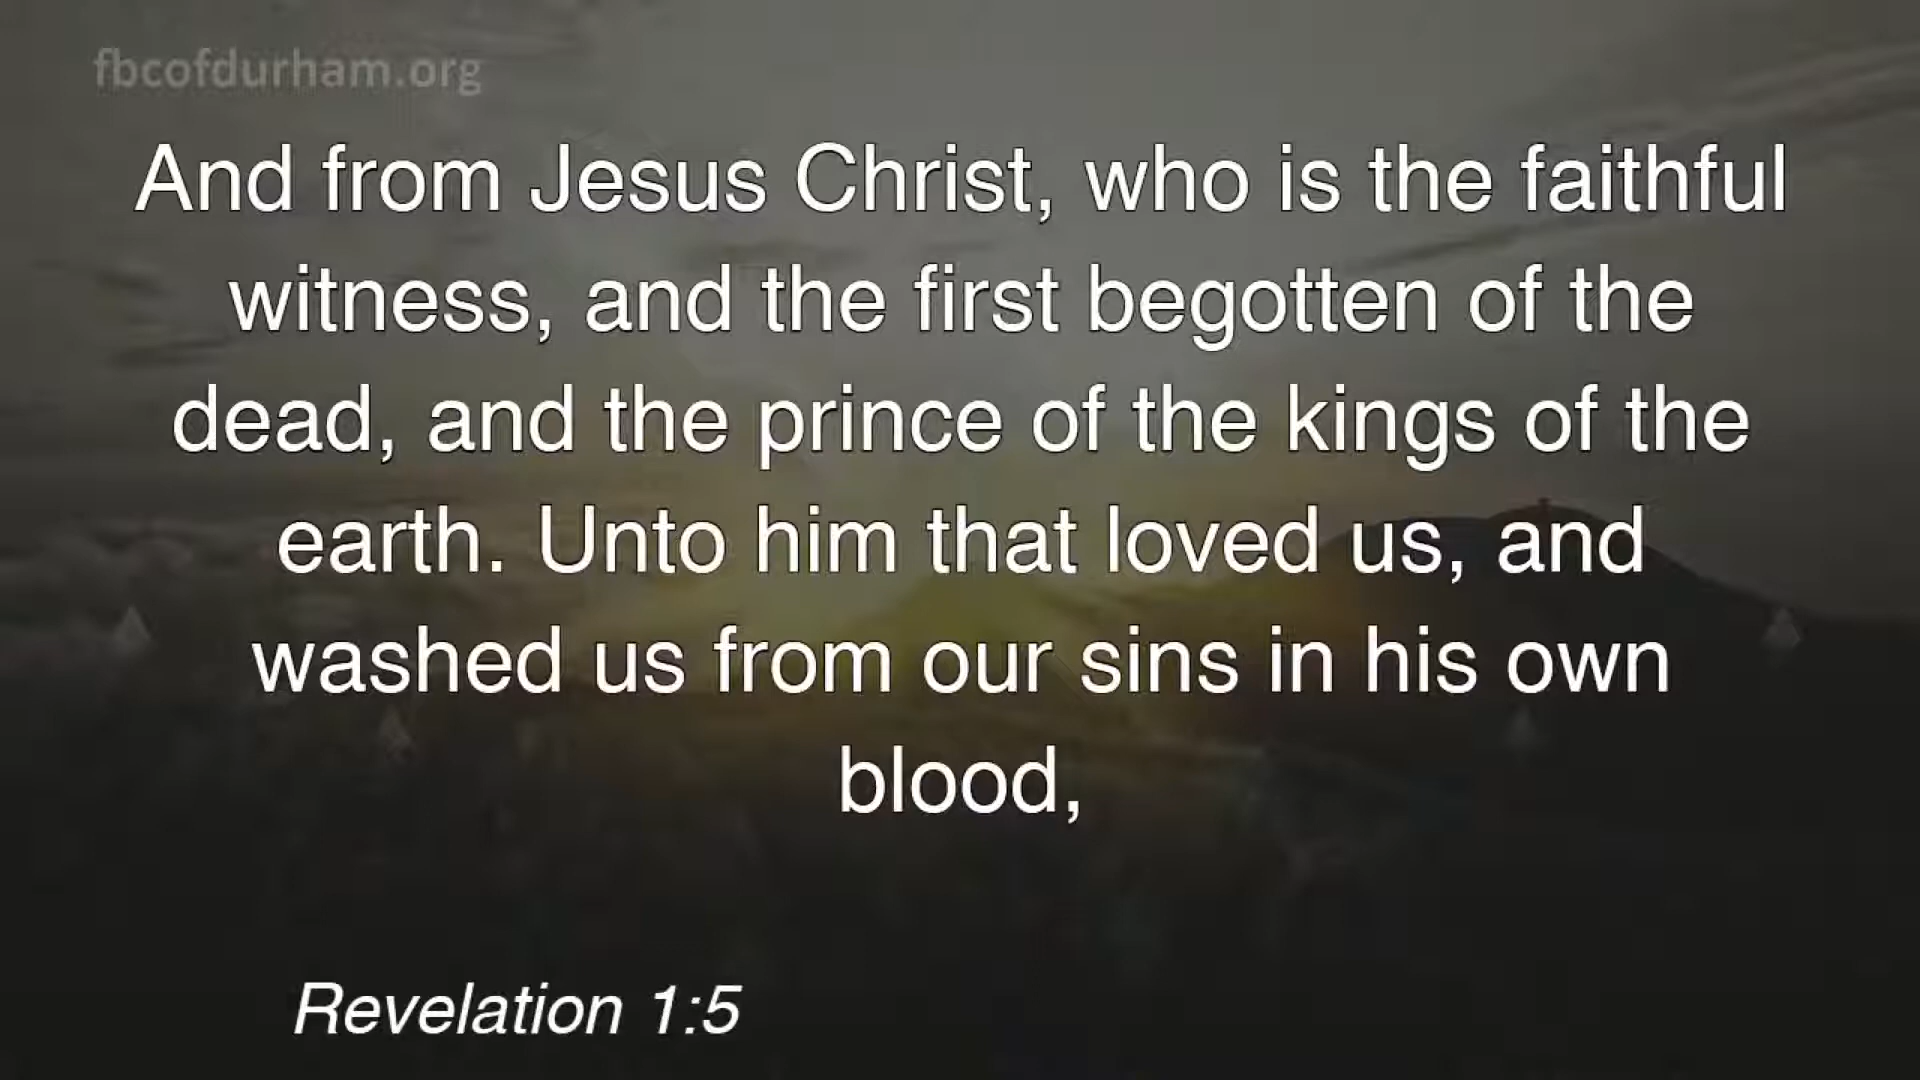 fbcofdurham.org
And from Jesus Christ, who is the faithful
witness, and the first begotten of the
dead, and the prince of the kings of the
earth. Unto him that loved us, and
washed us from our sins in his own
blood,
Revelation 1:5